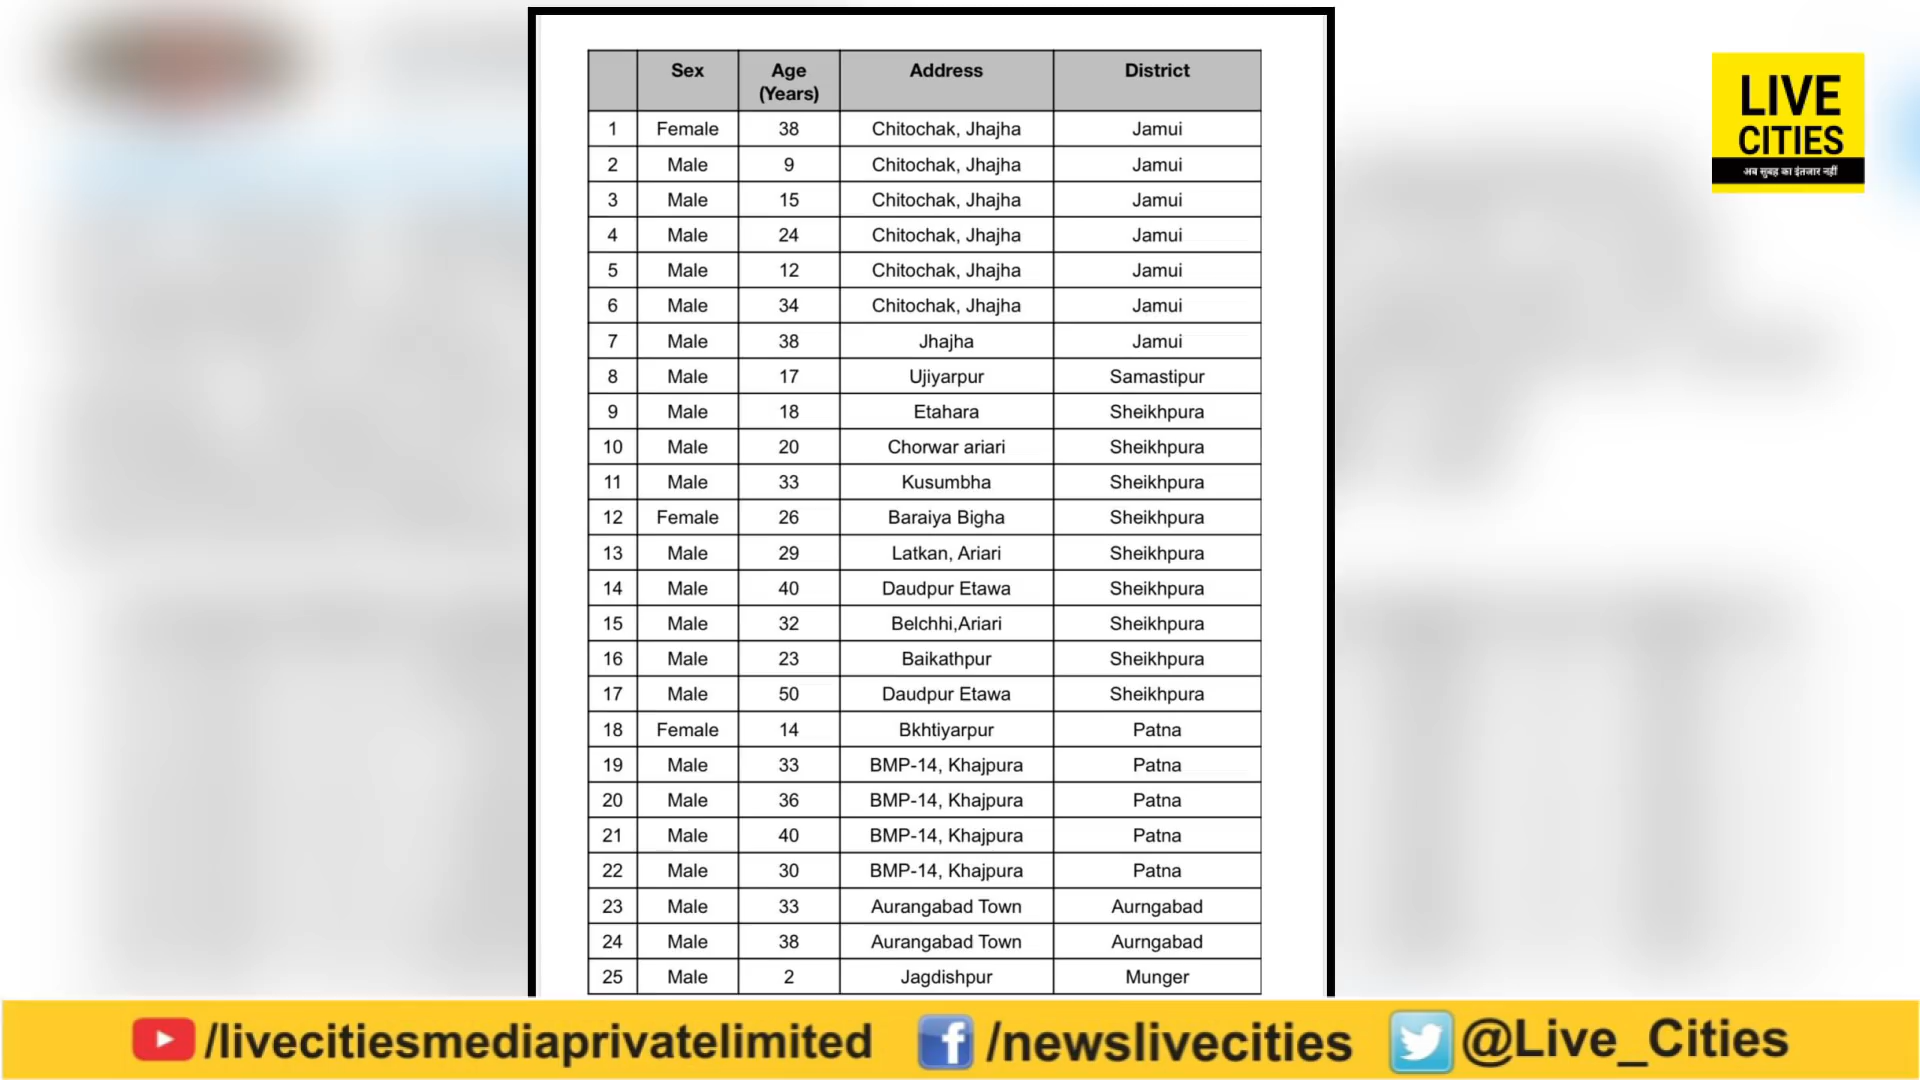 Sex Age (Years) Address District
1 Female 38 Chitochak, Jhajha Jamui
2 Male 9 Chitochak, Jhajha Jamui
3 Male 15 Chitochak, Jhajha Jamui
4 Male 24 Chitochak, Jhajha Jamui
5 Male 12 Chitochak, Jhajha Jamui
6 Male 34 Chitochak, Jhajha Jamui
7 Male 38 Jhajha Jamui
8 Male 17 Ujiyarpur Samastipur
9 Male 18 Etahara Sheikhpura
10 Male 20 Chorwar ariari Sheikhpura
11 Male 33 Kusumbha Sheikhpura
12 Female 26 Baraiya Bigha Sheikhpura
13 Male 29 Latkan, Ariari Sheikhpura
14 Male 40 Daudpur Etawa Sheikhpura
15 Male 32 Belchhi,Ariari Sheikhpura
16 Male 23 Baikathpur Sheikhpura
17 Male 50 Daudpur Etawa Sheikhpura
18 Female 14 Bkhtiyarpur Patna
19 Male 33 BMP-14, Khajpura Patna
20 Male 36 BMP-14, Khajpura Patna
21 Male 40 BMP-14, Khajpura Patna
22 Male 30 BMP-14, Khajpura Patna
23 Male 33 Aurangabad Town Aurngabad
24 Male 38 Aurangabad Town Aurngabad
25 Male 2 Jagdishpur Munger
LIVE
CITIES
अब सुबह का इंतजार नहीं
/livecitiesmediaprivatelimited /newslivecities @Live_Cities